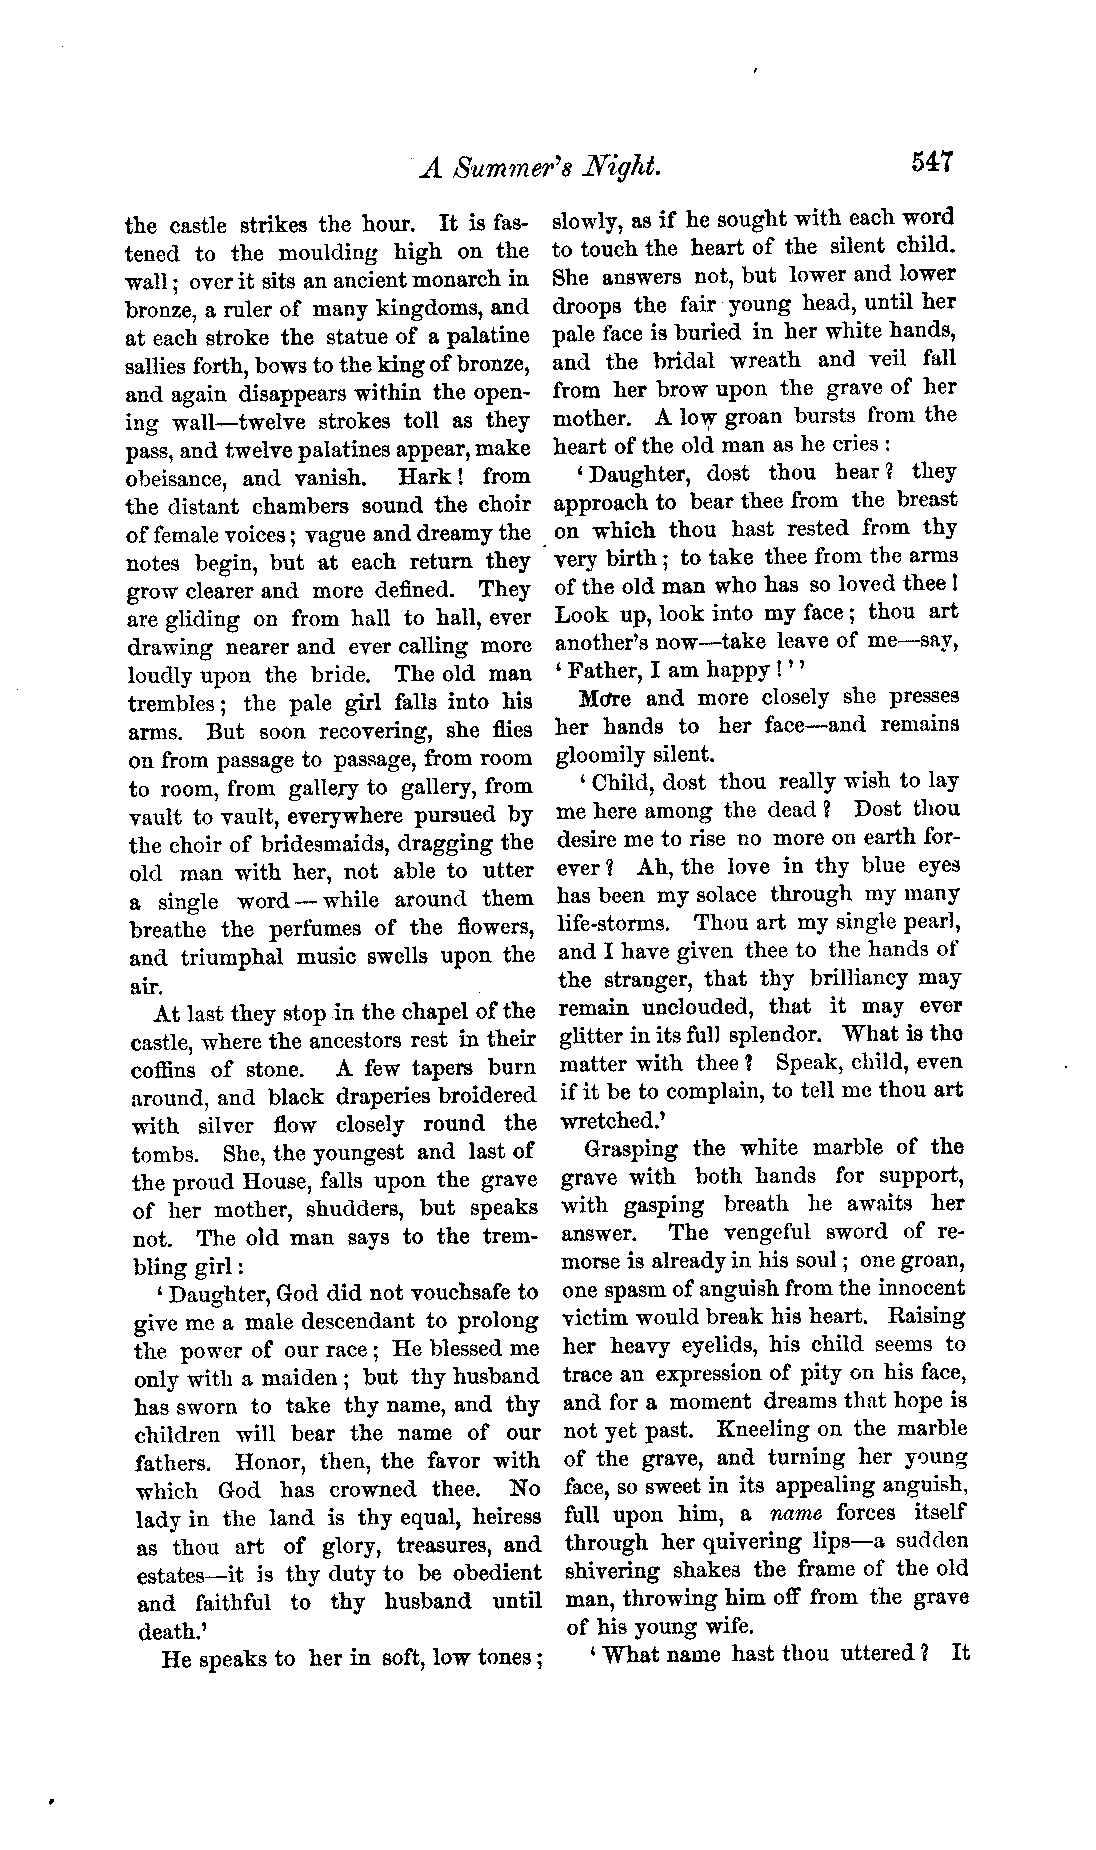 A Summer's Night.
547
the castle strikes the hour. It is fas-
tened to the moulding high on the
wall; over it sits an ancient monarch in
bronze, a ruler of many kingdoms, and
at each stroke the statue of a palatine
sallies forth, bows to the king of bronze,
and again disappears within the open-
ing wall—twelve strokes toll as they
pass, and twelve palatines appear, make
obeisance, and vanish. Hark! from
the distant chambers sound the choir
of female voices; vague and dreamy the
notes begin, but at each return they
grow clearer and more defined. They
are gliding on from hall to hall, ever
drawing nearer and ever calling more
loudly upon the bride. The old man
trembles; the pale girl falls into his
arms. But soon recovering, she flies
on from passage to passage, from room
to room, from gallery to gallery, from
vault to vault, everywhere pursued by
the choir of bridesmaids, dragging the
old man with her, not able to utter
a single word—while around them
breathe the perfumes of the flowers,
and triumphal music swells upon the
air.
At last they stop in the chapel of the
castle, where the ancestors rest in their
coffins of stone. A few tapers burn
around, and black draperies broidered
with silver flow closely round the
tombs. She, the youngest and last of
the proud House, falls upon the grave
of her mother, shudders, but speaks
not. The old man says to the trem-
bling girl:
'Daughter, God did not vouchsafe to
give me a male descendant to prolong
the power of our race; He blessed me
only with a maiden; but thy husband
has sworn to take thy name, and thy
children will bear the name of our
fathers. Honor, then, the favor with
which God has crowned thee. No
lady in the land is thy equal, heiress
as thou art of glory, treasures, and
estates—it is thy duty to be obedient
and faithful to thy husband until
death.'
He speaks to her in soft, low tones;
slowly, as if he sought with each word
to touch the heart of the silent child.
She answers not, but lower and lower
droops the fair young head, until her
pale face is buried in her white hands,
and the bridal wreath and veil fall
from her brow upon the grave of her
mother. A low groan bursts from the
heart of the old man as he cries:
'Daughter, dost thou hear? they
approach to bear thee from the breast
on which thou hast rested from thy
very birth; to take thee from the arms
of the old man who has so loved thee!
Look up, look into my face; thou art
another's now—take leave of me—say,
'Father, I am happy!''
More and more closely she presses
her hands to her face—and remains
gloomily silent.
'Child, dost thou really wish to lay
me here among the dead? Dost thou
desire me to rise no more on earth for-
ever? Ah, the love in thy blue eyes
has been my solace through my many
life-storms. Thou art my single pearl,
and I have given thee to the hands of
the stranger, that thy brilliancy may
remain unclouded, that it may ever
glitter in its full splendor. What is the
matter with thee? Speak, child, even
if it be to complain, to tell me thou art
wretched.'
Grasping the white marble of the
grave with both hands for support,
with gasping breath he awaits her
answer. The vengeful sword of re-
morse is already in his soul; one groan,
one spasm of anguish from the innocent
victim would break his heart. Raising
her heavy eyelids, his child seems to
trace an expression of pity on his face,
and for a moment dreams that hope is
not yet past. Kneeling on the marble
of the grave, and turning her young
face, so sweet in its appealing anguish,
full upon him, a name forces itself
through her quivering lips—a sudden
shivering shakes the frame of the old
man, throwing him off from the grave
of his young wife.
'What name hast thou uttered? It